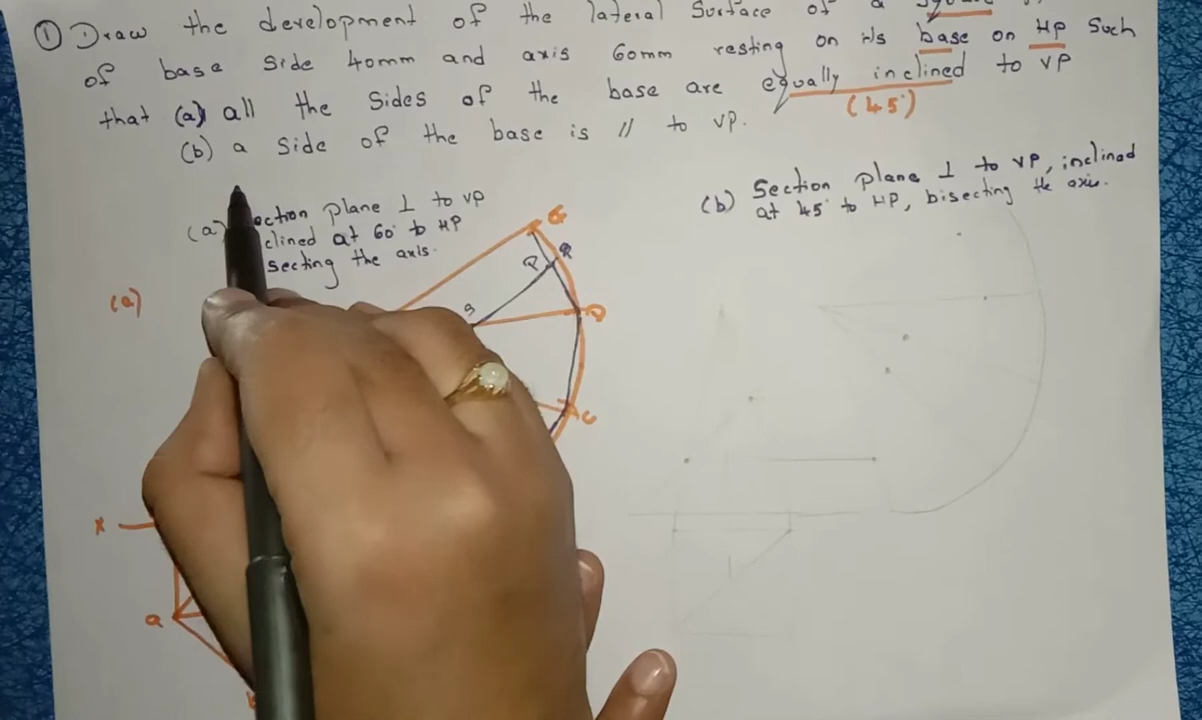 ① Draw the development of the lateral Surface of a
of base side 40mm and axis 60mm resting on its base on HP Such
that (a) all the Sides of the base are equally inclined to VP
(45°)
(b) a side of the base is // to VP.
(a) ection plane ⊥ to VP
clined at 60° to HP
secting the axis.
(b) Section plane ⊥ to VP, inclined
at 45° to HP, bisecting the axis.
(a)
S
D
C
X
a
b